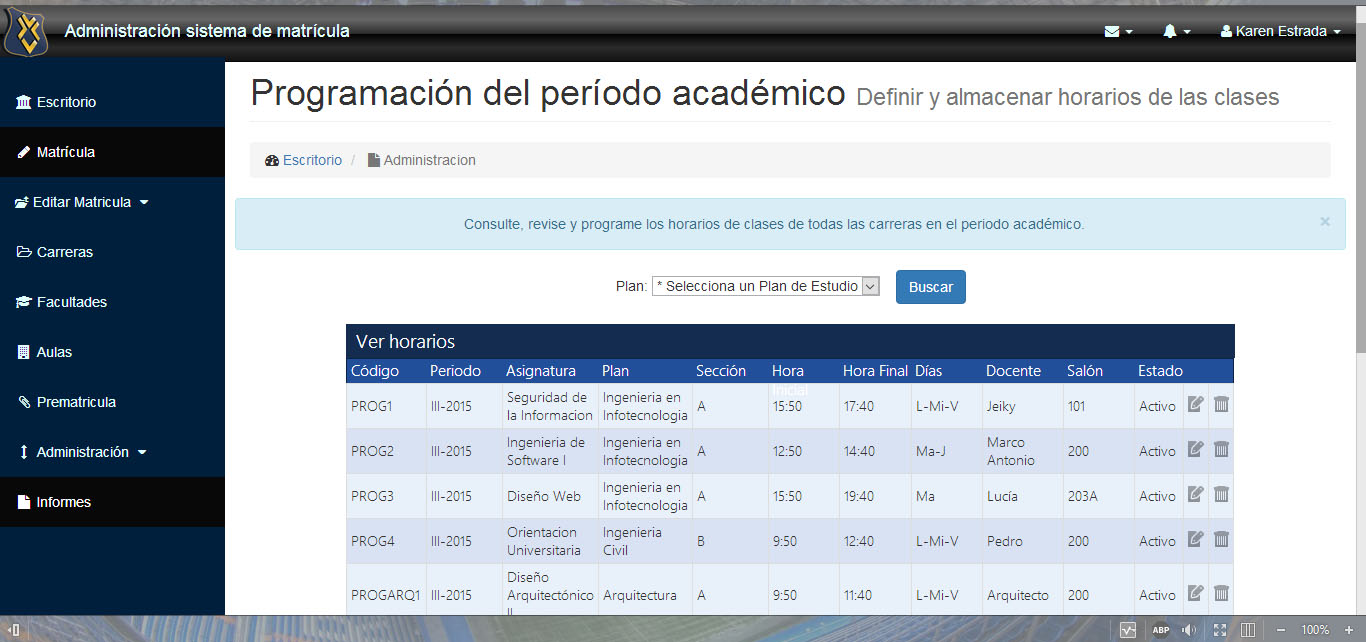 Administración sistema de matrícula
Karen Estrada
Escritorio
Matrícula
Editar Matricula
Carreras
Facultades
Aulas
Prematricula
Administración
Informes
Programación del período académico Definir y almacenar horarios de las clases
Escritorio / Administracion
Consulte, revise y programe los horarios de clases de todas las carreras en el periodo académico. ×
Plan: * Selecciona un Plan de Estudio Buscar
Ver horarios
Código Periodo Asignatura Plan Sección Hora Inicial Hora Final Días Docente Salón Estado
PROG1 III-2015 Seguridad de la Informacion Ingenieria en Infotecnologia A 15:50 17:40 L-Mi-V Jeiky 101 Activo
PROG2 III-2015 Ingenieria de Software I Ingenieria en Infotecnologia A 12:50 14:40 Ma-J Marco Antonio 200 Activo
PROG3 III-2015 Diseño Web Ingenieria en Infotecnologia A 15:50 19:40 Ma Lucía 203A Activo
PROG4 III-2015 Orientacion Universitaria Ingenieria Civil B 9:50 12:40 L-Mi-V Pedro 200 Activo
PROGARQ1 III-2015 Diseño Arquitectónico II Arquitectura A 9:50 11:40 L-Mi-V Arquitecto 200 Activo
ABP 100%